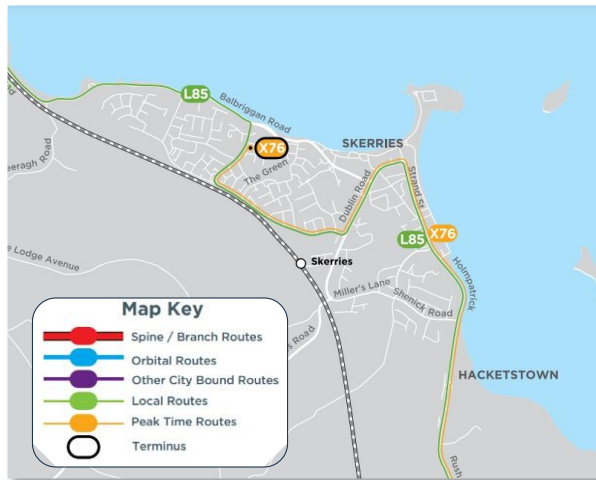 L85
Balbriggan Road
X76
SKERRIES
The Green
Dublin Road
Strand St.
L85
X76
Skerries
Holmpatrick
Miller's Lane
Shenick Road
e Lodge Avenue
eeragh Road
s Road
HACKETSTOWN
Rush
Map Key
Spine / Branch Routes
Orbital Routes
Other City Bound Routes
Local Routes
Peak Time Routes
Terminus